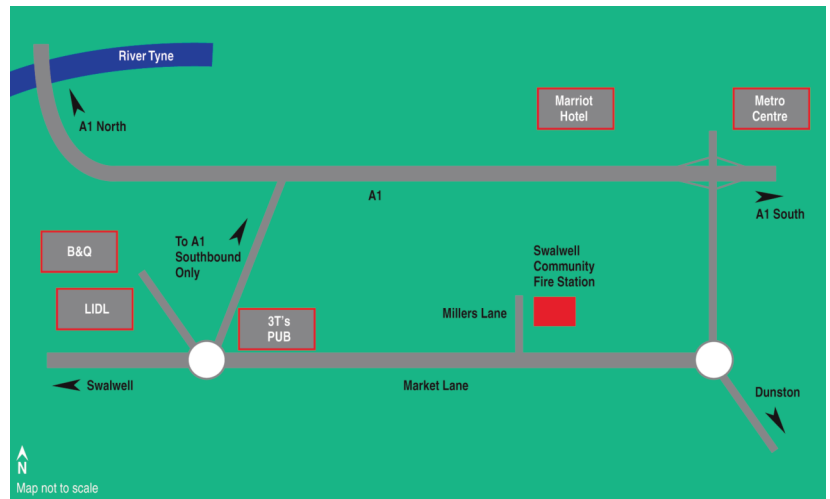 River Tyne
A1 North
Marriot
Hotel
Metro
Centre
A1
A1 South
B&Q
To A1
Southbound
Only
Swalwell
Community
Fire Station
LIDL
3T's
PUB
Millers Lane
Swalwell
Market Lane
Dunston
N
Map not to scale